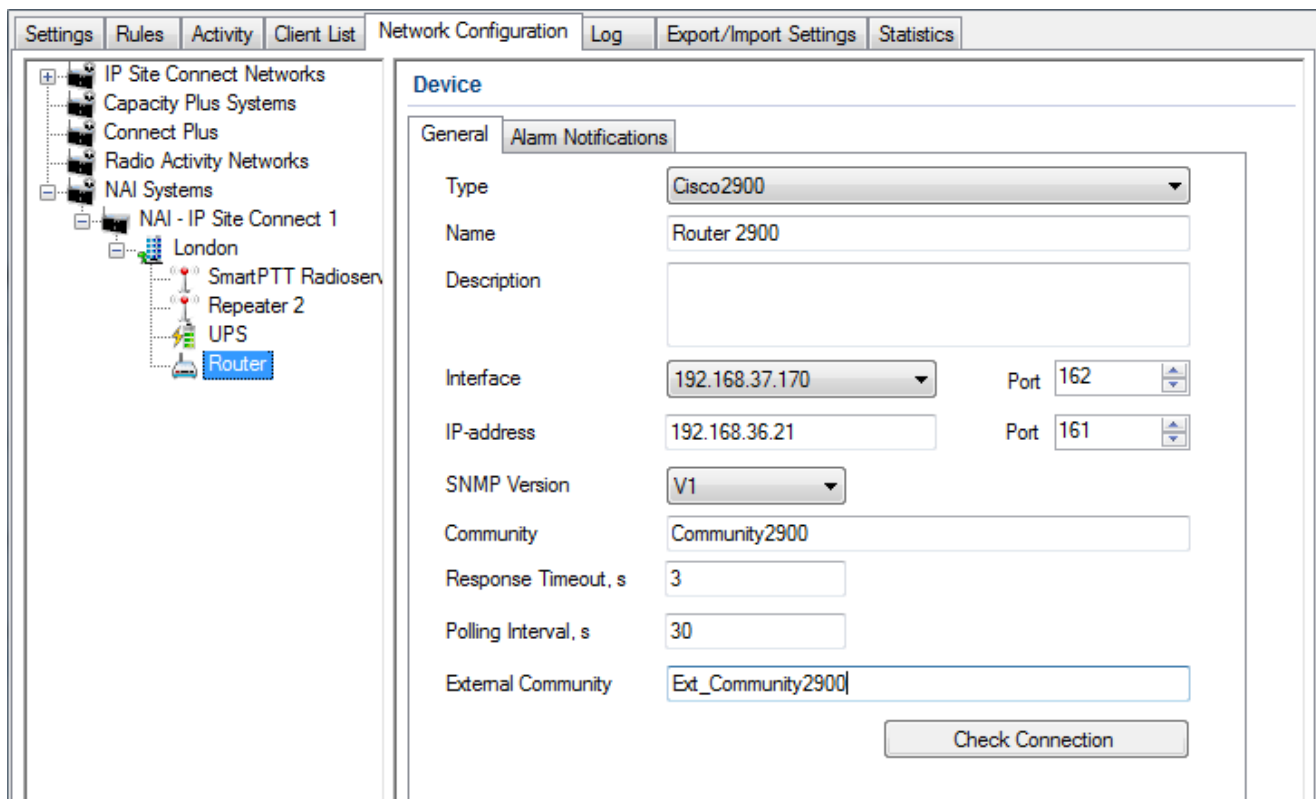 Settings Rules Activity Client List Network Configuration Log Export/Import Settings Statistics
IP Site Connect Networks
Capacity Plus Systems
Connect Plus
Radio Activity Networks
NAI Systems
NAI - IP Site Connect 1
London
SmartPTT Radioserv
Repeater 2
UPS
Router
Device
General Alarm Notifications
Type Cisco2900
Name Router 2900
Description
Interface 192.168.37.170 Port 162
IP-address 192.168.36.21 Port 161
SNMP Version V1
Community Community2900
Response Timeout, s 3
Polling Interval, s 30
External Community Ext_Community2900
Check Connection